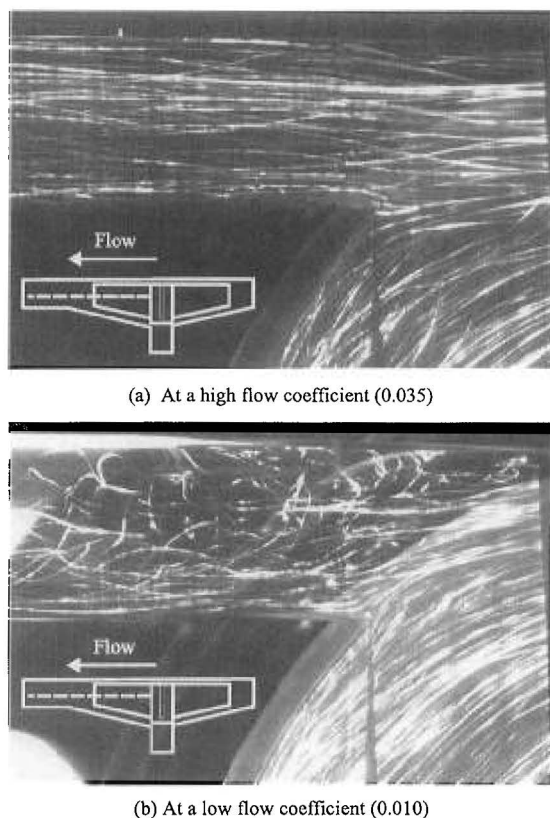 Flow
(a) At a high flow coefficient (0.035)
Flow
(b) At a low flow coefficient (0.010)